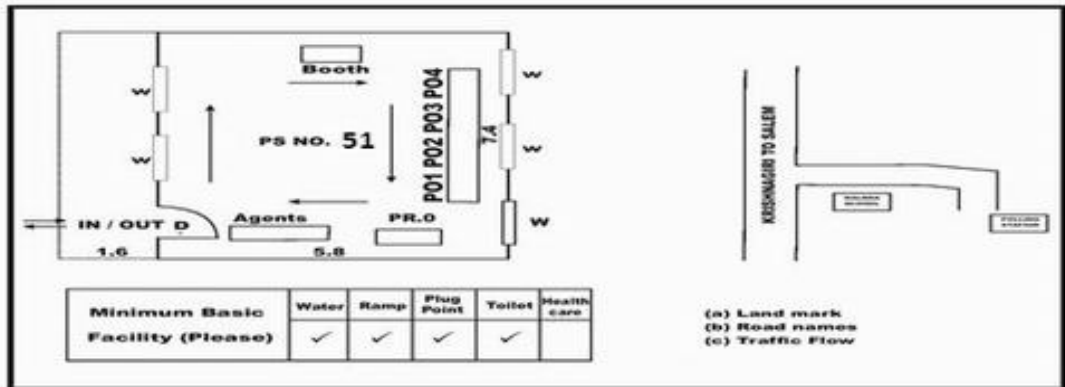 Booth
W
W
W
W
W
PO1 PO2 PO3 PO4
7.4
PS NO. 51
IN / OUT D
Agents
PR.0
1.6
5.8
KRISHNAGIRI TO SALEM
POLLING
STATION
Minimum Basic
Facility (Please)
Water
Ramp
Plug
Point
Toilot
Health
care
(a) Land mark
(b) Road names
(c) Traffic Flow